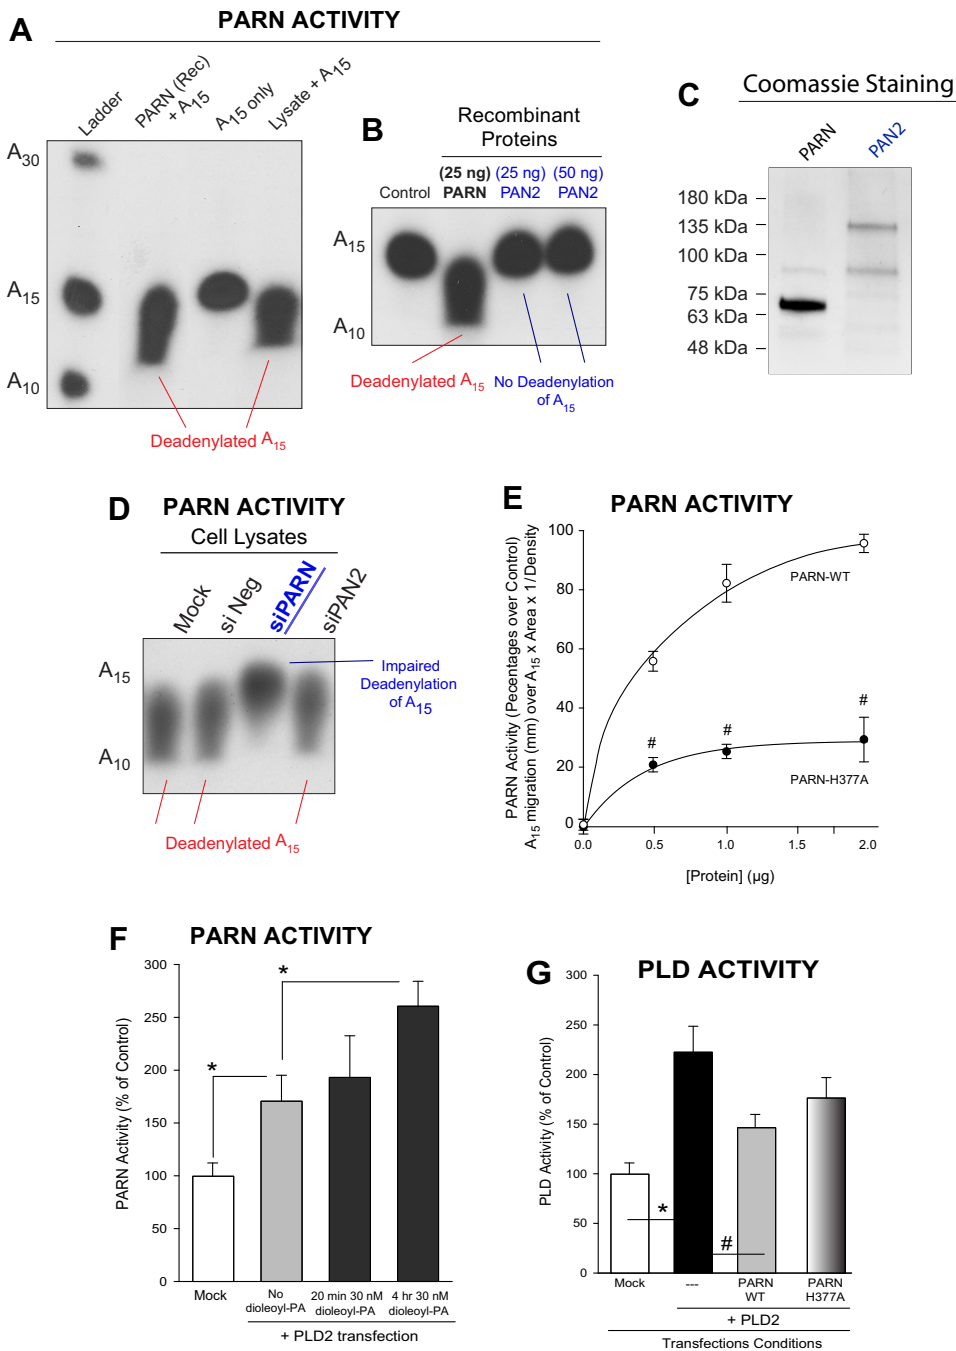 A
PARN ACTIVITY
Ladder
PARN (Rec) + A15
A15 only
Lysate + A15
A30
A15
A10
Deadenylated A15
B
Recombinant
Proteins
(25 ng) (25 ng) (50 ng)
Control PARN PAN2 PAN2
A15
A10
Deadenylated A15
No Deadenylation
of A15
C
Coomassie Staining
PARN
PAN2
180 kDa
135 kDa
100 kDa
75 kDa
63 kDa
48 kDa
D
PARN ACTIVITY
Cell Lysates
Mock
si Neg
siPARN
siPAN2
A15
A10
Impaired
Deadenylation
of A15
Deadenylated A15
E
PARN ACTIVITY
PARN Activity (Pecentages over Control)
A15 migration (mm) over A15 x Area x 1/Density
100
80
60
40
20
0
PARN-WT
# # #
PARN-H377A
0.0 0.5 1.0 1.5 2.0
[Protein] (µg)
F
PARN ACTIVITY
PARN Activity (% of Control)
300
250
200
150
100
50
0
*
*
Mock
No
dioleoyl-PA
20 min 30 nM
dioleoyl-PA
4 hr 30 nM
dioleoyl-PA
+ PLD2 transfection
G
PLD ACTIVITY
PLD Activity (% of Control)
300
250
200
150
100
50
0
*
#
Mock
---
PARN
WT
PARN
H377A
+ PLD2
Transfections Conditions